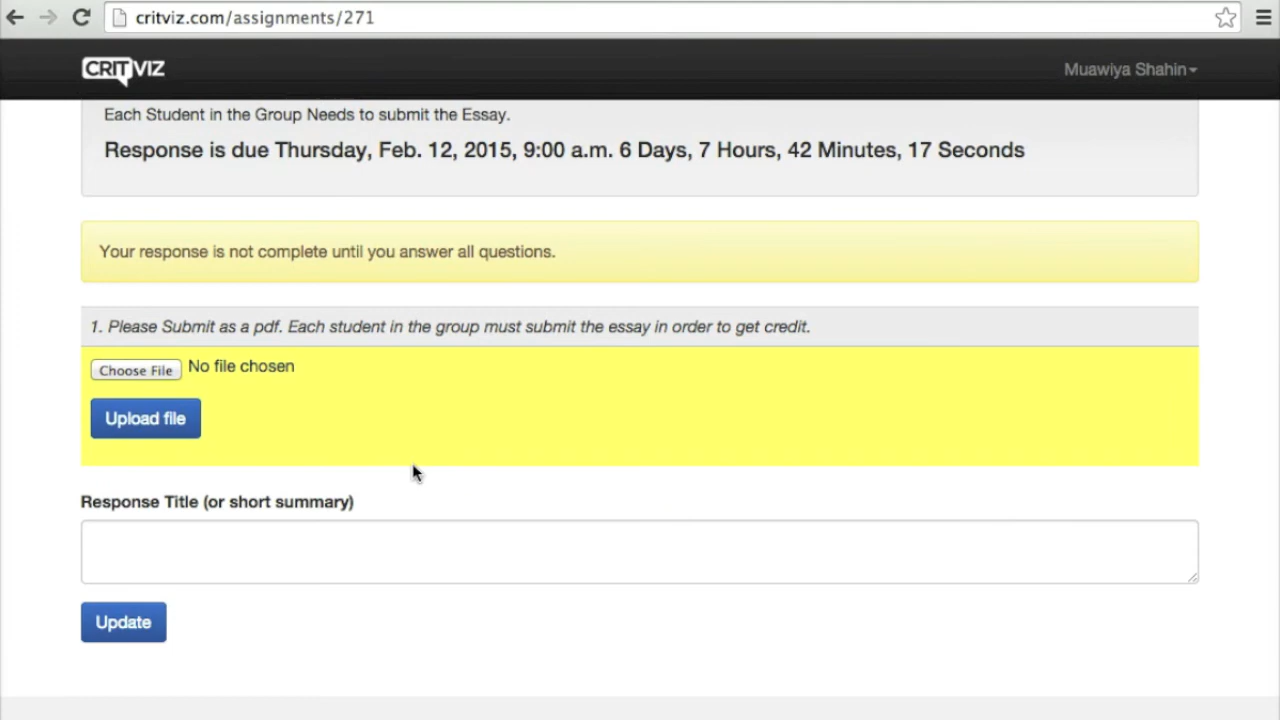 critviz.com/assignments/271
CRITVIZ
Muawiya Shahin
Each Student in the Group Needs to submit the Essay.
Response is due Thursday, Feb. 12, 2015, 9:00 a.m. 6 Days, 7 Hours, 42 Minutes, 17 Seconds
Your response is not complete until you answer all questions.
1. Please Submit as a pdf. Each student in the group must submit the essay in order to get credit.
Choose File No file chosen
Upload file
Response Title (or short summary)
Update